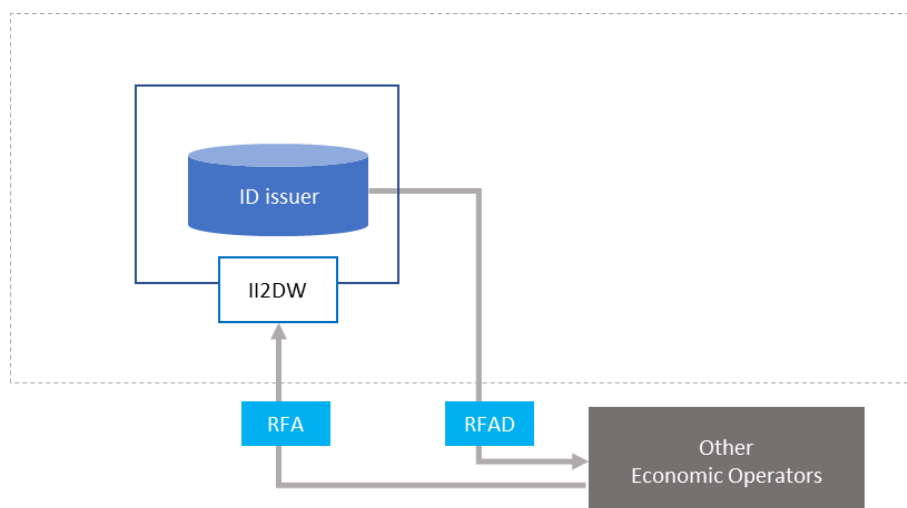 ID issuer
II2DW
RFA
RFAD
Other
Economic Operators